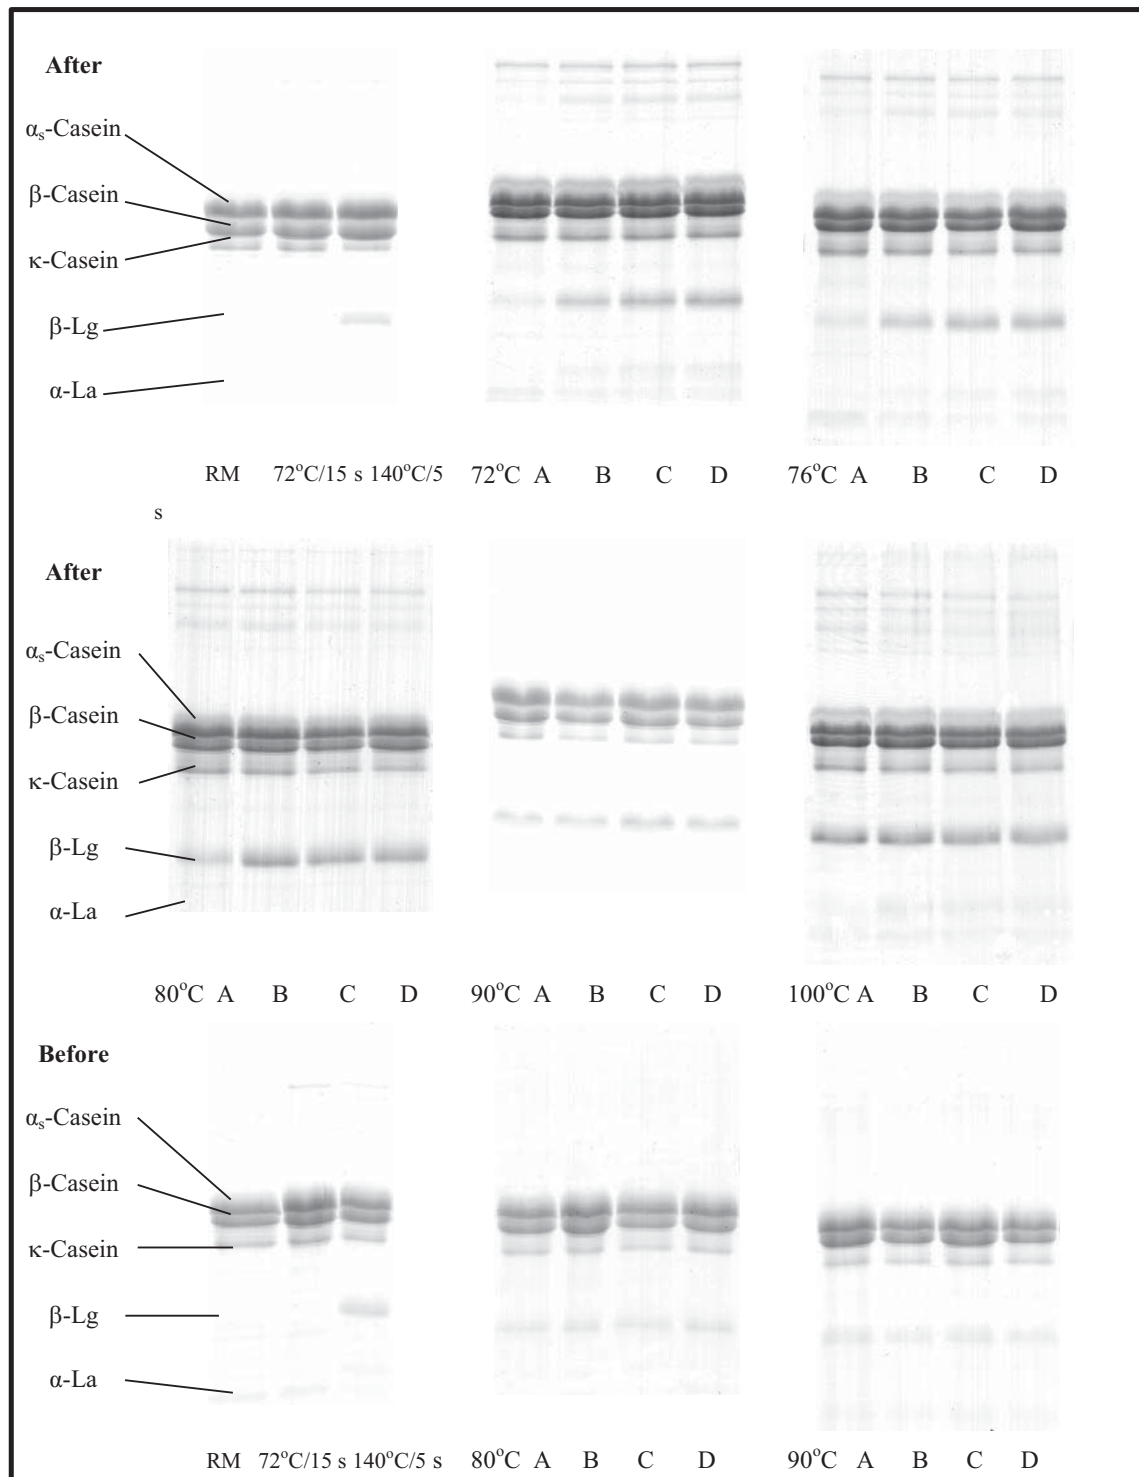 After
αs-Casein
β-Casein
κ-Casein
β-Lg
α-La
RM 72°C/15 s 140°C/5 72°C A B C D 76°C A B C D
s
After
αs-Casein
β-Casein
κ-Casein
β-Lg
α-La
80°C A B C D 90°C A B C D 100°C A B C D
Before
αs-Casein
β-Casein
κ-Casein
β-Lg
α-La
RM 72°C/15 s 140°C/5 s 80°C A B C D 90°C A B C D